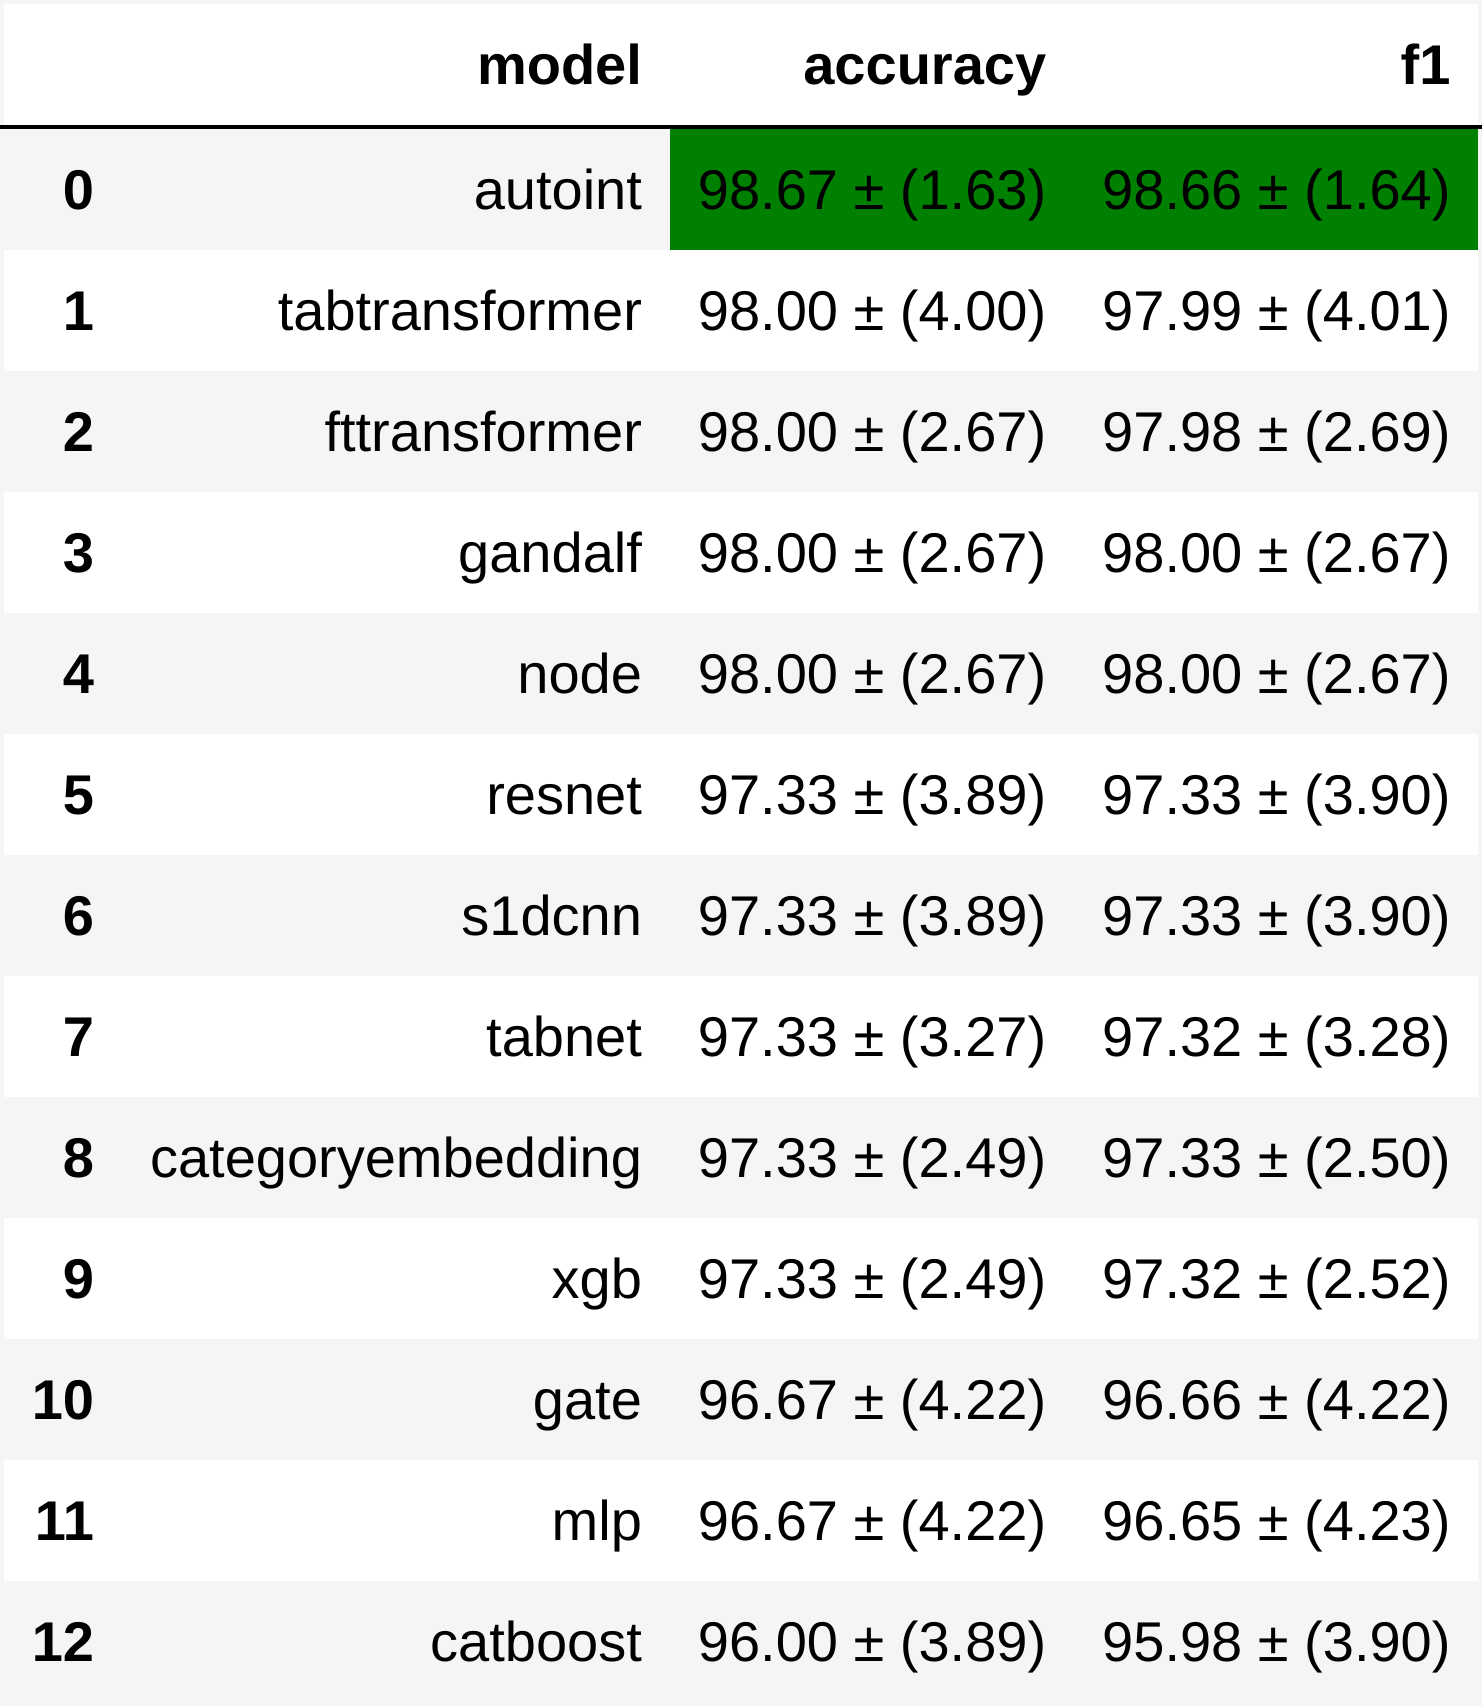 model accuracy f1
0 autoint 98.67 ± (1.63) 98.66 ± (1.64)
1 tabtransformer 98.00 ± (4.00) 97.99 ± (4.01)
2 fttransformer 98.00 ± (2.67) 97.98 ± (2.69)
3 gandalf 98.00 ± (2.67) 98.00 ± (2.67)
4 node 98.00 ± (2.67) 98.00 ± (2.67)
5 resnet 97.33 ± (3.89) 97.33 ± (3.90)
6 s1dcnn 97.33 ± (3.89) 97.33 ± (3.90)
7 tabnet 97.33 ± (3.27) 97.32 ± (3.28)
8 categoryembedding 97.33 ± (2.49) 97.33 ± (2.50)
9 xgb 97.33 ± (2.49) 97.32 ± (2.52)
10 gate 96.67 ± (4.22) 96.66 ± (4.22)
11 mlp 96.67 ± (4.22) 96.65 ± (4.23)
12 catboost 96.00 ± (3.89) 95.98 ± (3.90)